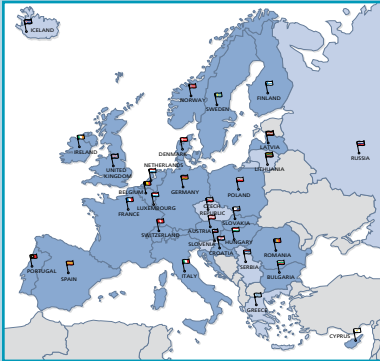 ICELAND
NORWAY
SWEDEN
FINLAND
LATVIA
LITHUANIA
RUSSIA
DENMARK
IRELAND
UNITED
KINGDOM
NETHERLANDS
BELGIUM
GERMANY
POLAND
LUXEMBOURG
FRANCE
CZECH
REPUBLIC
SLOVAKIA
SWITZERLAND
AUSTRIA
HUNGARY
SLOVENIA
CROATIA
ROMANIA
SERBIA
BULGARIA
PORTUGAL
SPAIN
ITALY
GREECE
CYPRUS